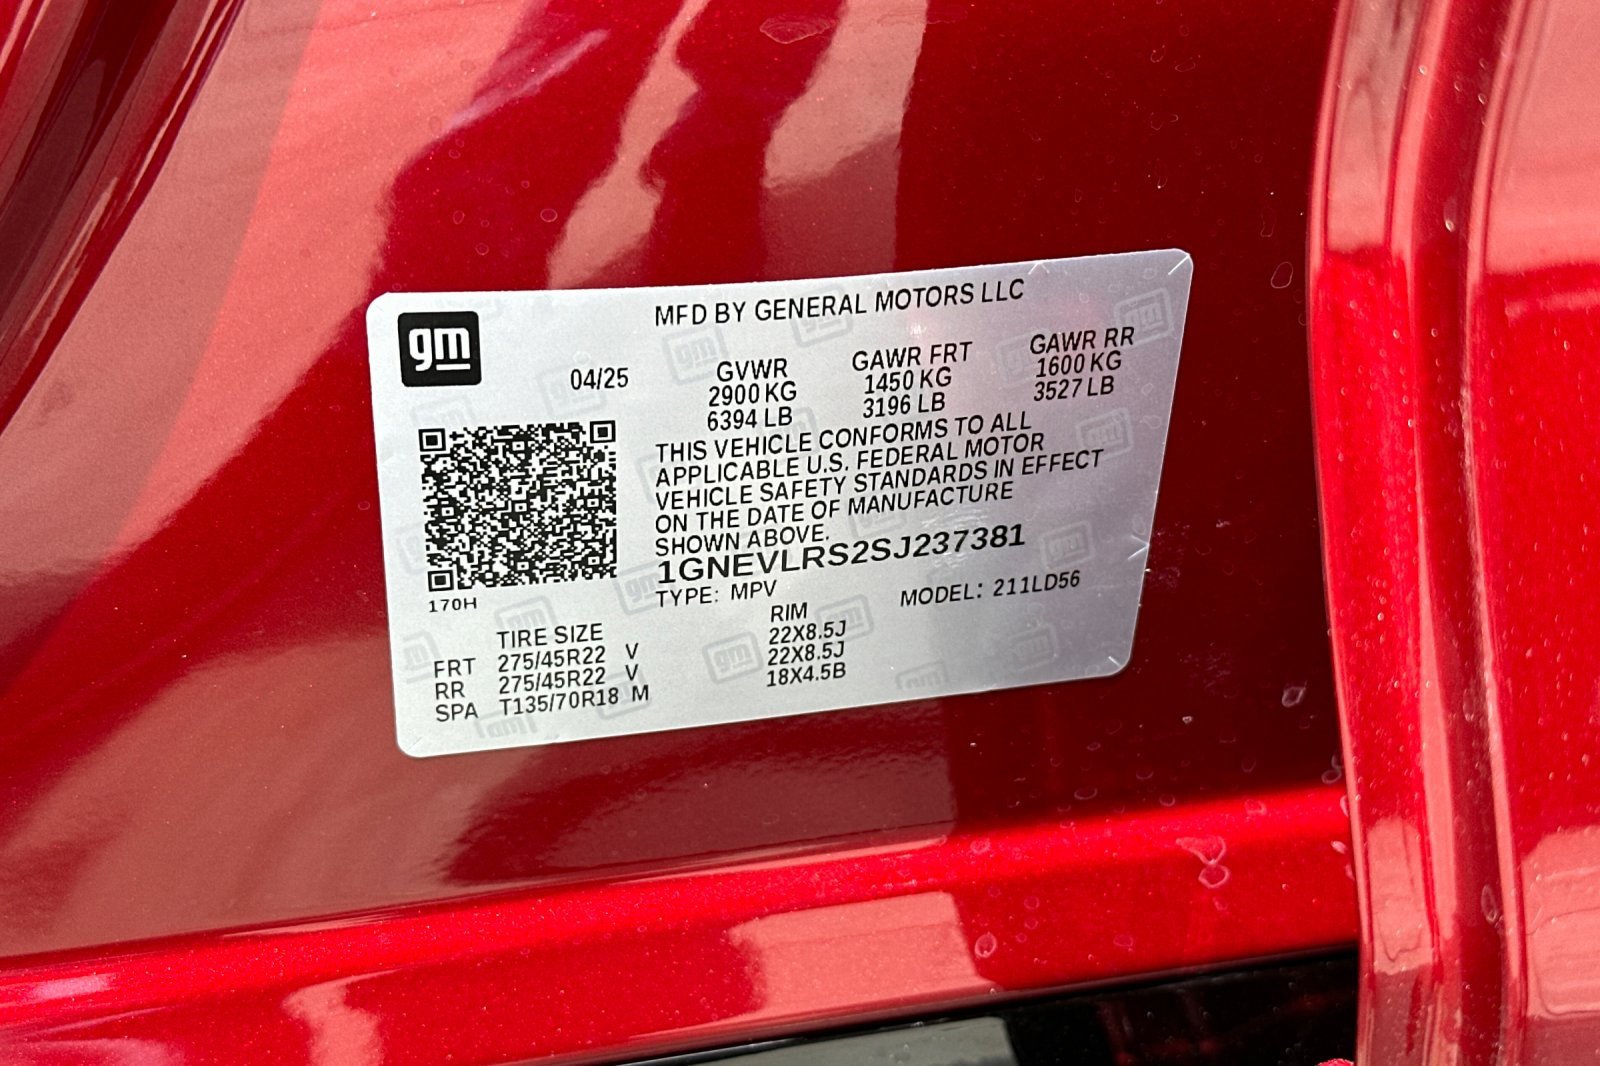 gm
MFD BY GENERAL MOTORS LLC
04/25
GVWR GAWR FRT GAWR RR
2900 KG 1450 KG 1600 KG
6394 LB 3196 LB 3527 LB
THIS VEHICLE CONFORMS TO ALL
APPLICABLE U.S. FEDERAL MOTOR
VEHICLE SAFETY STANDARDS IN EFFECT
ON THE DATE OF MANUFACTURE
SHOWN ABOVE.
1GNEVLRS2SJ237381
170H
TYPE: MPV MODEL: 211LD56
TIRE SIZE RIM
FRT 275/45R22 V 22X8.5J
RR 275/45R22 V 22X8.5J
SPA T135/70R18 M 18X4.5B